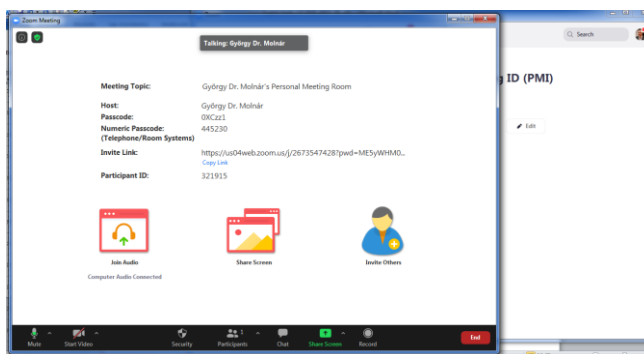 Zoom Meeting
Talking: György Dr. Molnár
Search
g ID (PMI)
Edit
Meeting Topic: György Dr. Molnár's Personal Meeting Room
Host: György Dr. Molnár
Passcode: 0XCzz1
Numeric Passcode: 445230
(Telephone/Room Systems)
Invite Link: https://us04web.zoom.us/j/2673547428?pwd=ME5yWHM0...
Copy Link
Participant ID: 321915
Join Audio Share Screen Invite Others
Computer Audio Connected
1
Mute Start Video Security Participants Chat Share Screen Record End